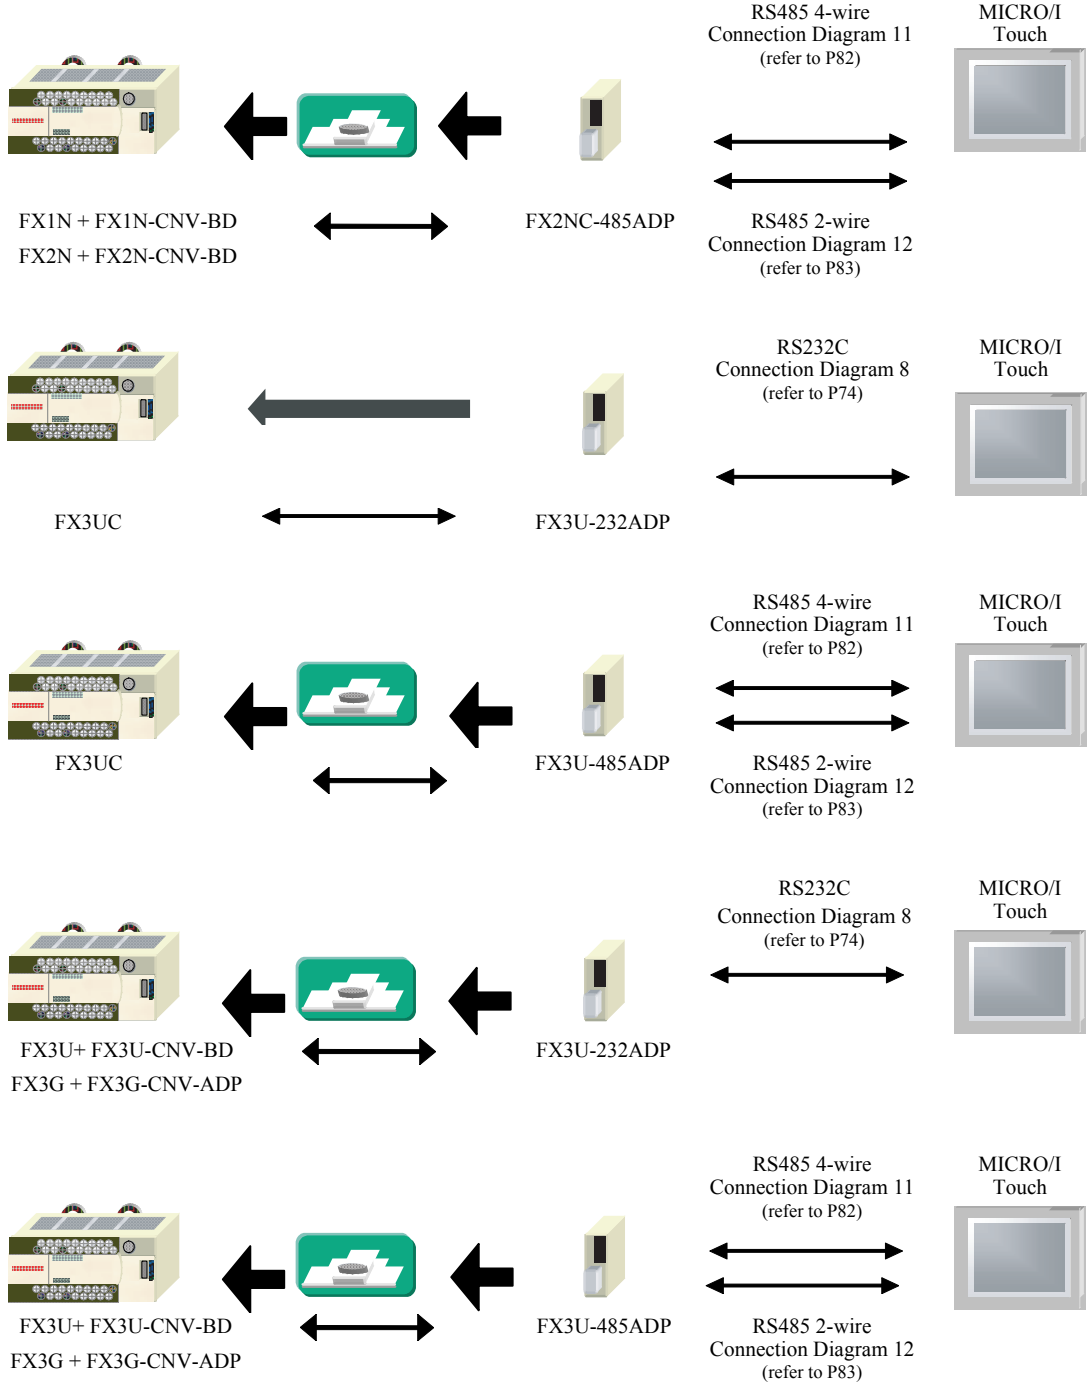 RS485 4-wire
Connection Diagram 11
(refer to P82)
MICRO/I
Touch
FX1N + FX1N-CNV-BD
FX2N + FX2N-CNV-BD
FX2NC-485ADP
RS485 2-wire
Connection Diagram 12
(refer to P83)
RS232C
Connection Diagram 8
(refer to P74)
MICRO/I
Touch
FX3UC
FX3U-232ADP
RS485 4-wire
Connection Diagram 11
(refer to P82)
MICRO/I
Touch
FX3UC
FX3U-485ADP
RS485 2-wire
Connection Diagram 12
(refer to P83)
RS232C
Connection Diagram 8
(refer to P74)
MICRO/I
Touch
FX3U+ FX3U-CNV-BD
FX3G + FX3G-CNV-ADP
FX3U-232ADP
RS485 4-wire
Connection Diagram 11
(refer to P82)
MICRO/I
Touch
FX3U+ FX3U-CNV-BD
FX3G + FX3G-CNV-ADP
FX3U-485ADP
RS485 2-wire
Connection Diagram 12
(refer to P83)